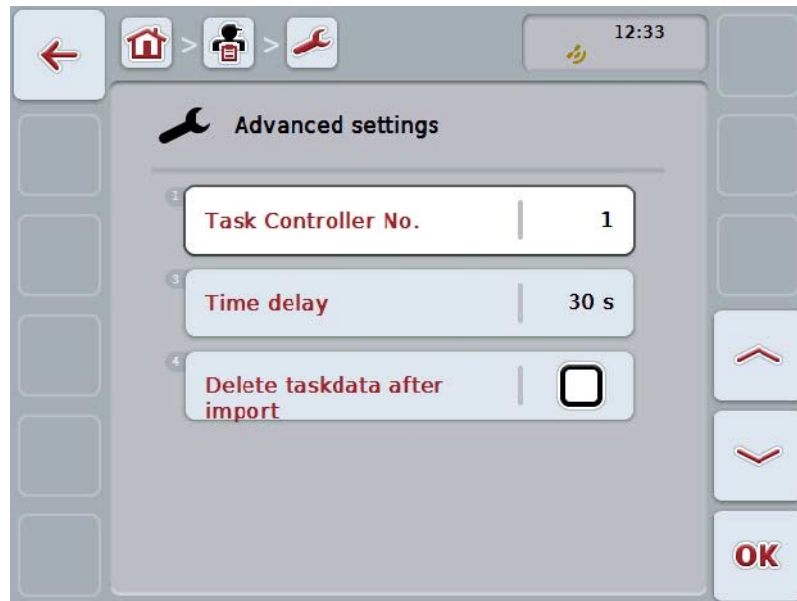 > >
12:33
Advanced settings
1
Task Controller No. 1
3
Time delay 30 s
4
Delete taskdata after
import
OK